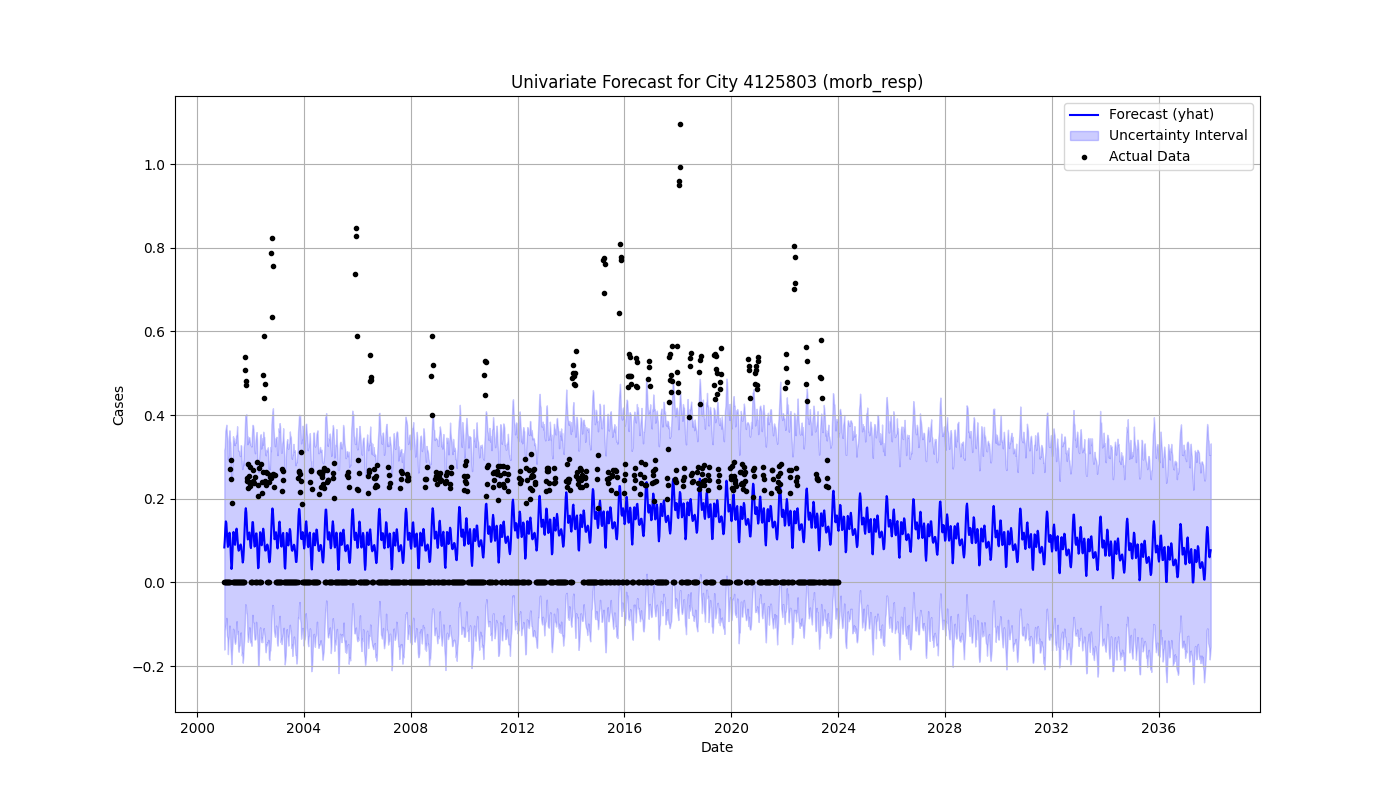 Univariate Forecast for City 4125803 (morb_resp)
Forecast (yhat)
Uncertainty Interval
Actual Data
Cases
1.0
0.8
0.6
0.4
0.2
0.0
−0.2
2000 2004 2008 2012 2016 2020 2024 2028 2032 2036
Date